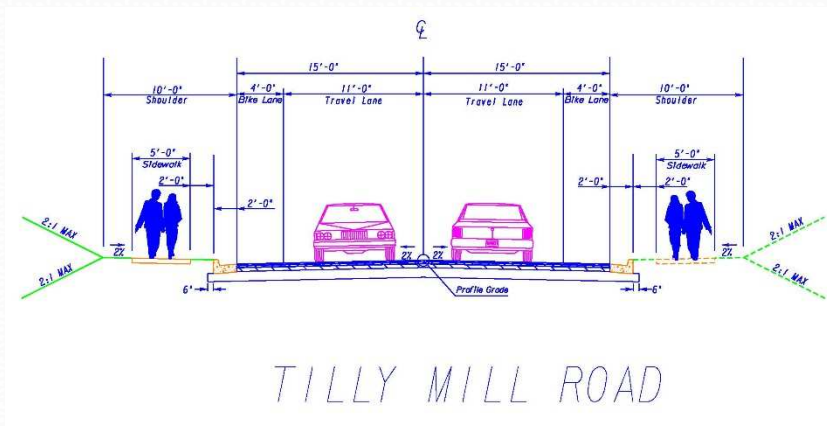 ℄
15'-0" 15'-0"
10'-0" 4'-0" 11'-0" 11'-0" 4'-0" 10'-0"
Shoulder Bike Lane Travel Lane Travel Lane Bike Lane Shoulder
5'-0" 5'-0"
Sidewalk Sidewalk
2'-0" 2'-0" 2'-0"
2'-0"
2:1 MAX 2% 2% 2% 2% 2:1 MAX
2:1 MAX 2:1 MAX
6" Profile Grade 6"
TILLY MILL ROAD